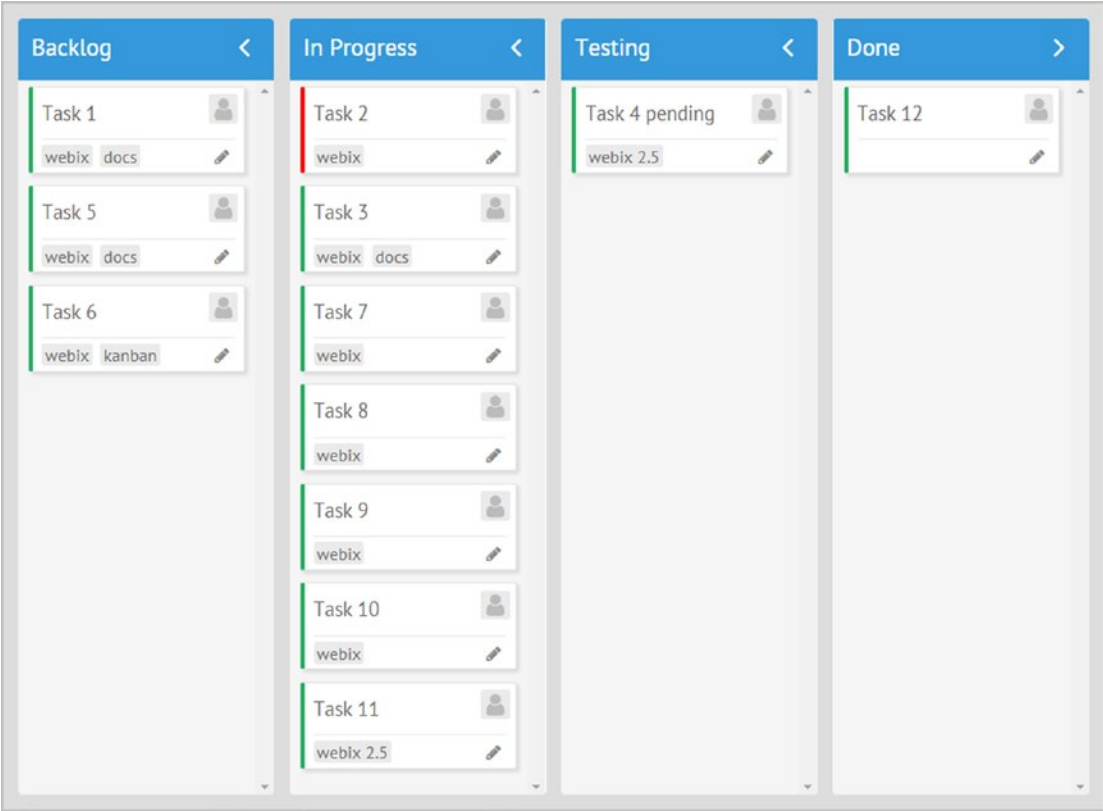 Backlog
Task 1
webix docs
Task 5
webix docs
Task 6
webix kanban
In Progress
Task 2
webix
Task 3
webix docs
Task 7
webix
Task 8
webix
Task 9
webix
Task 10
webix
Task 11
webix 2.5
Testing
Task 4 pending
webix 2.5
Done
Task 12